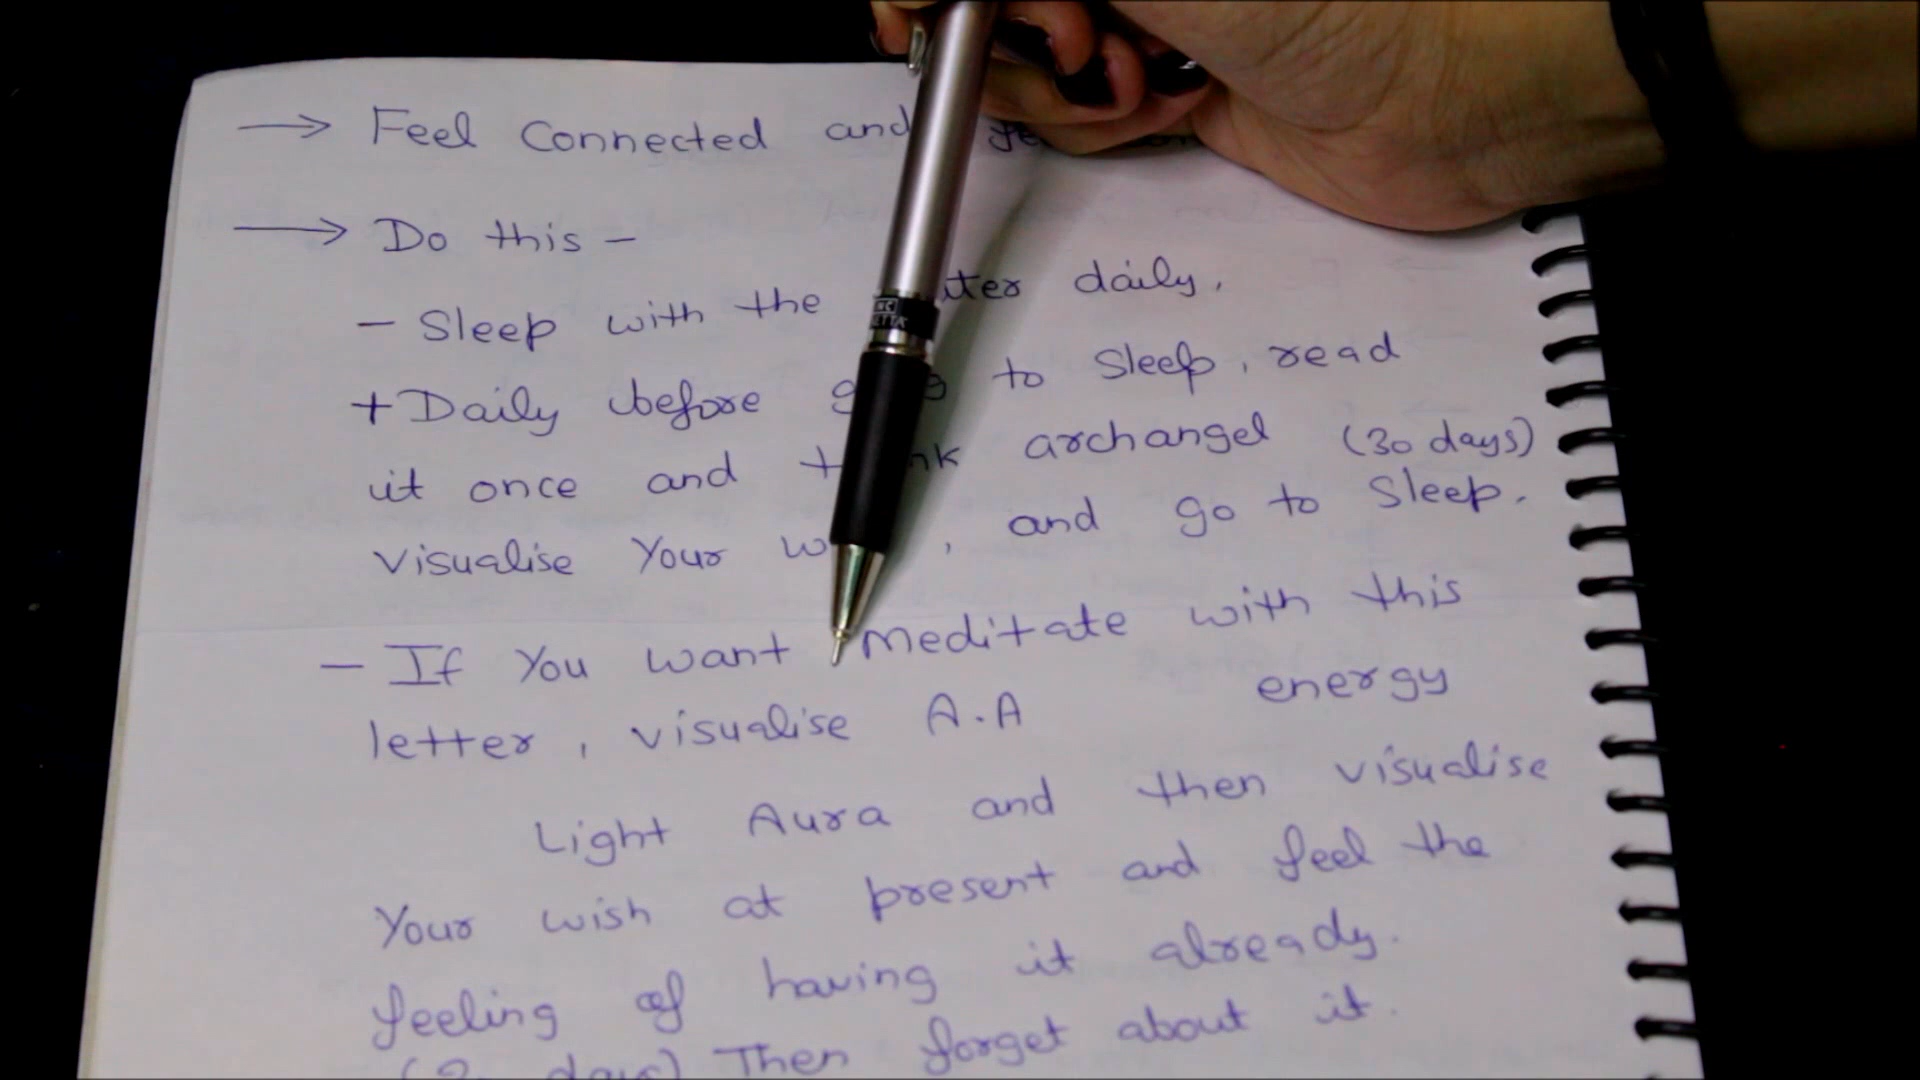 → Feel Connected and
→ Do this -
- Sleep with the daily.
+ Daily before to Sleep, read
it once and archangel (30 days)
visualise Your , and go to Sleep.
- If You want meditate with this
letter, visualise A.A energy
Light Aura and then visualise
Your wish at present and feel the
feeling of having it already.
days) Then forget about it.